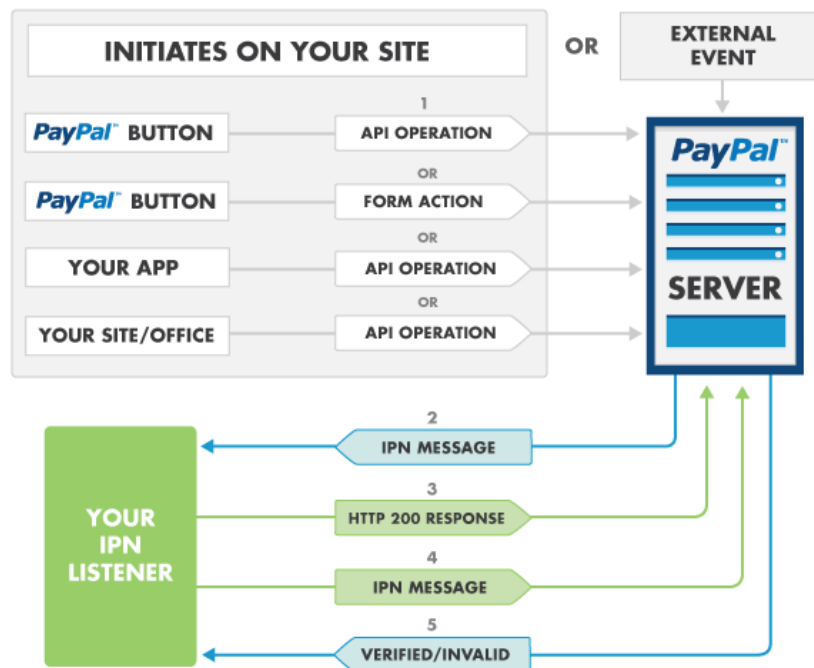 INITIATES ON YOUR SITE
OR
EXTERNAL
EVENT
1
PayPal™ BUTTON
API OPERATION
OR
PayPal™ BUTTON
FORM ACTION
OR
YOUR APP
API OPERATION
OR
YOUR SITE/OFFICE
API OPERATION
PayPal™
SERVER
2
IPN MESSAGE
3
HTTP 200 RESPONSE
YOUR
IPN
LISTENER
4
IPN MESSAGE
5
VERIFIED/INVALID